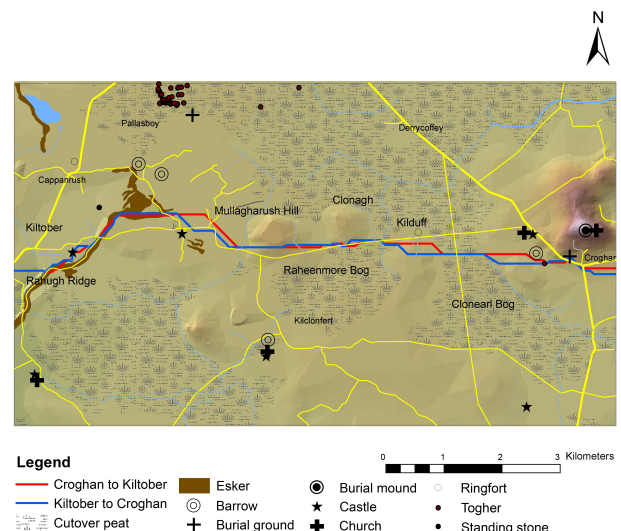 N
Pallasboy
Derrycoffey
Cappanrush
Mullagharush Hill
Clonagh
Kiltober
Kilduff
Croghan
Raheenmore Bog
Rahugh Ridge
Clonearl Bog
Kilclonfert
Legend
0 1 2 3 Kilometers
Croghan to Kiltober
Esker
Burial mound
Ringfort
Kiltober to Croghan
Barrow
Castle
Togher
Cutover peat
Burial ground
Church
Standing stone